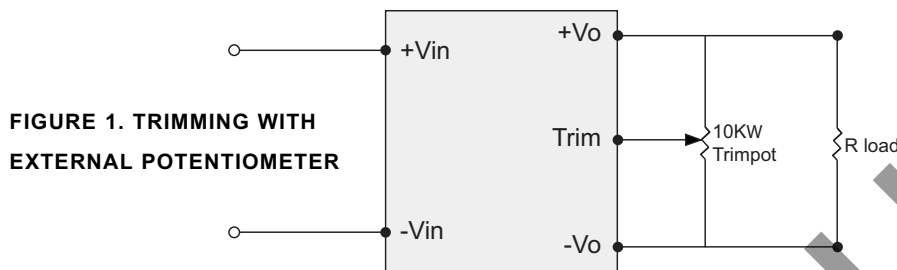 FIGURE 1. TRIMMING WITH
EXTERNAL POTENTIOMETER
+Vin
-Vin
+Vo
Trim
-Vo
10KW
Trimpot
R load